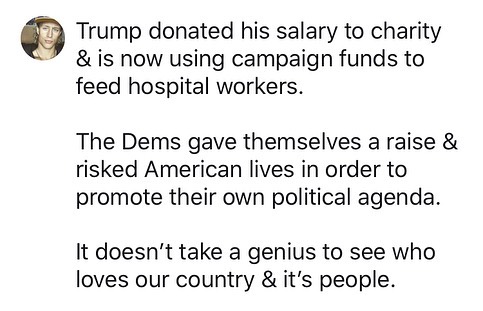 Trump donated his salary to charity
& is now using campaign funds to
feed hospital workers.
The Dems gave themselves a raise &
risked American lives in order to
promote their own political agenda.
It doesn’t take a genius to see who
loves our country & it’s people.